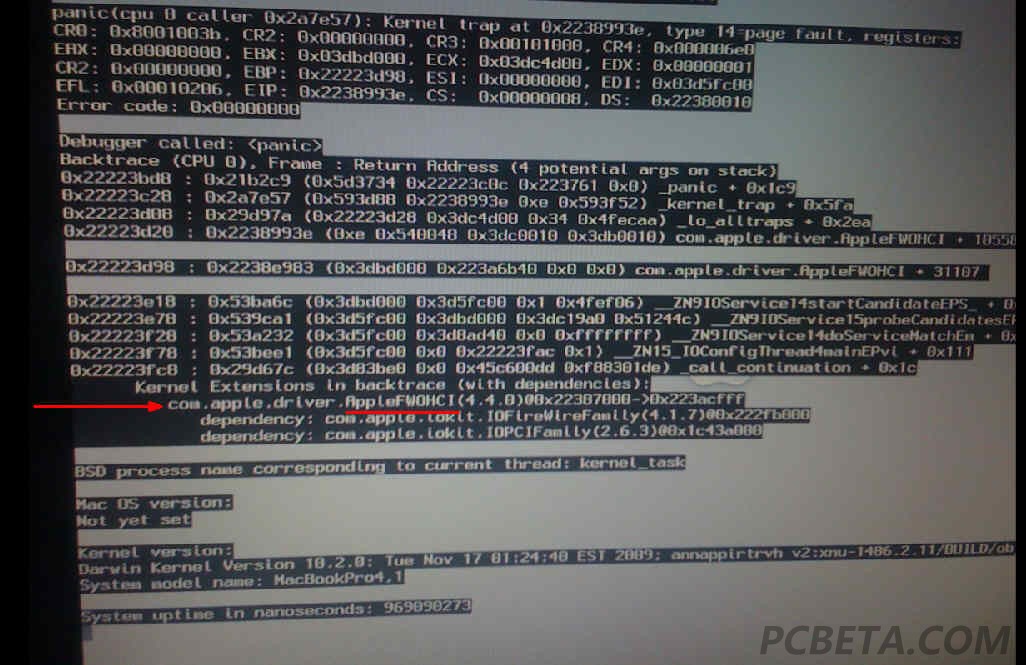 panic(cpu 0 caller 0x2a7e57): Kernel trap at 0x2238993e, type 14=page fault, registers:
CR0: 0x8001003b, CR2: 0x00000000, CR3: 0x00101000, CR4: 0x000006e0
EAX: 0x00000000, EBX: 0x03dbd000, ECX: 0x03dc4d00, EDX: 0x00000001
CR2: 0x00000000, EBP: 0x22223d98, ESI: 0x00000000, EDI: 0x03d5fc00
EFL: 0x00010206, EIP: 0x2238993e, CS:  0x00000008, DS:  0x22380010
Error code: 0x00000000
Debugger called: <panic>
Backtrace (CPU 0), Frame : Return Address (4 potential args on stack)
0x22223bd8 : 0x21b2c9 (0x5d3734 0x22223c0c 0x223761 0x0) _panic + 0x1c9
0x22223c28 : 0x2a7e57 (0x593d88 0x2238993e 0xe 0x593f52) _kernel_trap + 0x5fa
0x22223d08 : 0x29d97a (0x22223d28 0x3dc4d00 0x34 0x4fecaa) _lo_alltraps + 0x2ea
0x22223d20 : 0x2238993e (0xe 0x540048 0x3dc0010 0x3db0010) com.apple.driver.AppleFWOHCI + 10558
0x22223d98 : 0x2238e983 (0x3dbd000 0x223a6b40 0x0 0x0) com.apple.driver.AppleFWOHCI + 31107
0x22223e18 : 0x53ba6c (0x3dbd000 0x3d5fc00 0x1 0x4fef06) __ZN9IOService14startCandidateEPS_ + 0x
0x22223e78 : 0x539ca1 (0x3d5fc00 0x3dbd000 0x3dc19a0 0x51244c) __ZN9IOService15probeCandidatesEP
0x22223f28 : 0x53a232 (0x3d5fc00 0x3d8ad40 0x0 0xffffffff) __ZN9IOService14doServiceMatchEm + 0x
0x22223f78 : 0x53bee1 (0x3d5fc00 0x0 0x22223fac 0x1) __ZN15_IOConfigThread4mainEPvi + 0x111
0x22223fc8 : 0x29d67c (0x3d83be0 0x0 0x45c600dd 0xf88301de) _call_continuation + 0x1c
Kernel Extensions in backtrace (with dependencies):
com.apple.driver.AppleFWOHCI(4.4.0)@0x22387000->0x223acfff
dependency: com.apple.iokit.IOFireWireFamily(4.1.7)@0x222fb000
dependency: com.apple.iokit.IOPCIFamily(2.6.3)@0x1c43a000
BSD process name corresponding to current thread: kernel_task
Mac OS version:
Not yet set
Kernel version:
Darwin Kernel Version 10.2.0: Tue Nov 17 01:24:40 EST 2009; annappirtrvh v2:xnu-1486.2.11/BUILD/ob
System model name: MacBookPro4,1
System uptime in nanoseconds: 969090273
PCBETA.COM